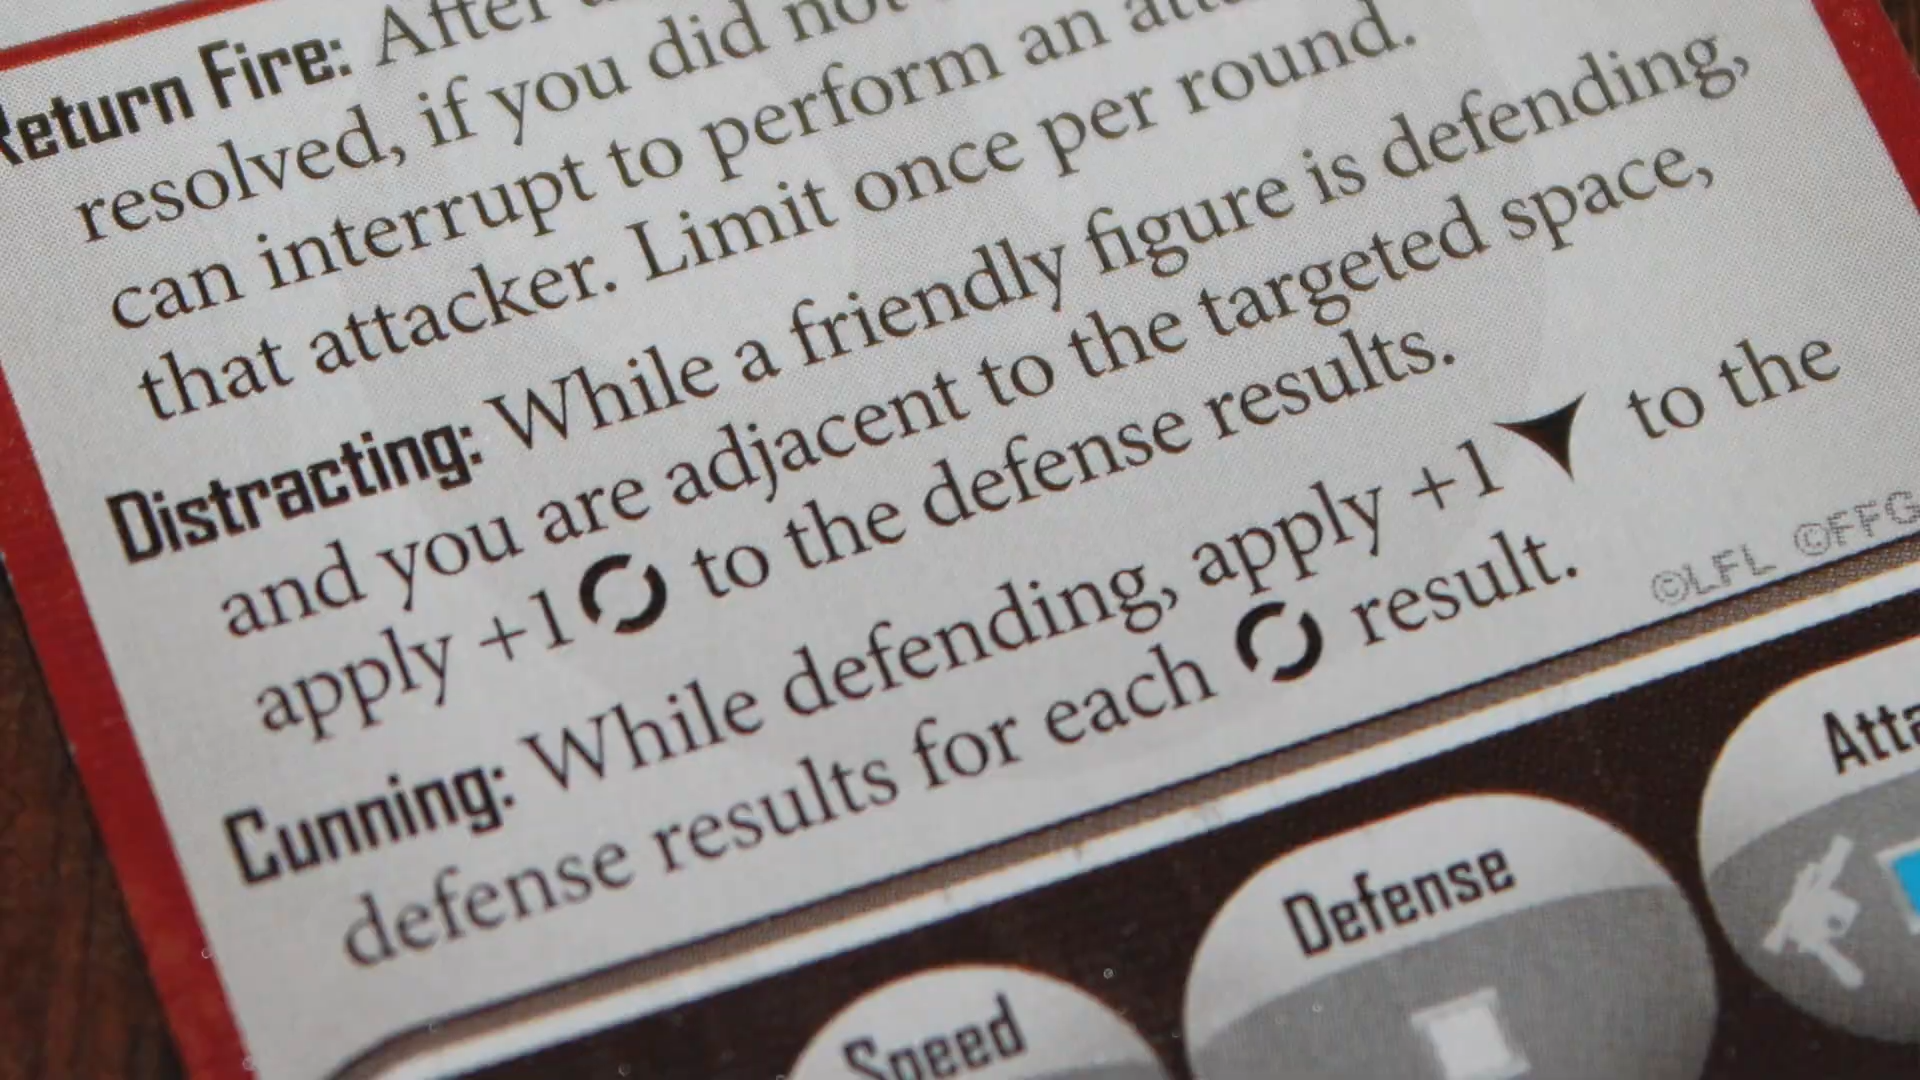 Return Fire: After
resolved, if you did not
can interrupt to perform an
that attacker. Limit once per round.
Distracting: While a friendly figure is defending,
and you are adjacent to the targeted space,
apply +1 to the defense results.
Cunning: While defending, apply +1 to the
defense results for each result.
©LFL ©FFG
Speed
Defense